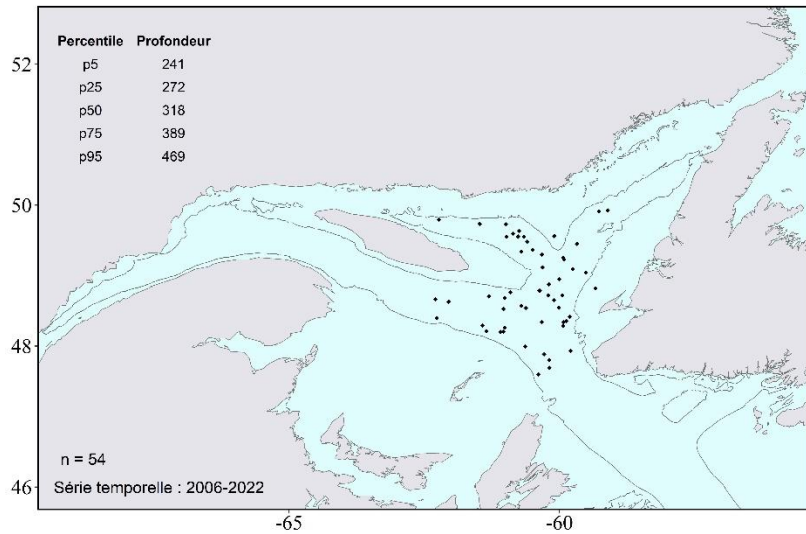 Percentile Profondeur
p5 241
p25 272
p50 318
p75 389
p95 469
52
50
48
46
n = 54
Série temporelle : 2006-2022
-65 -60